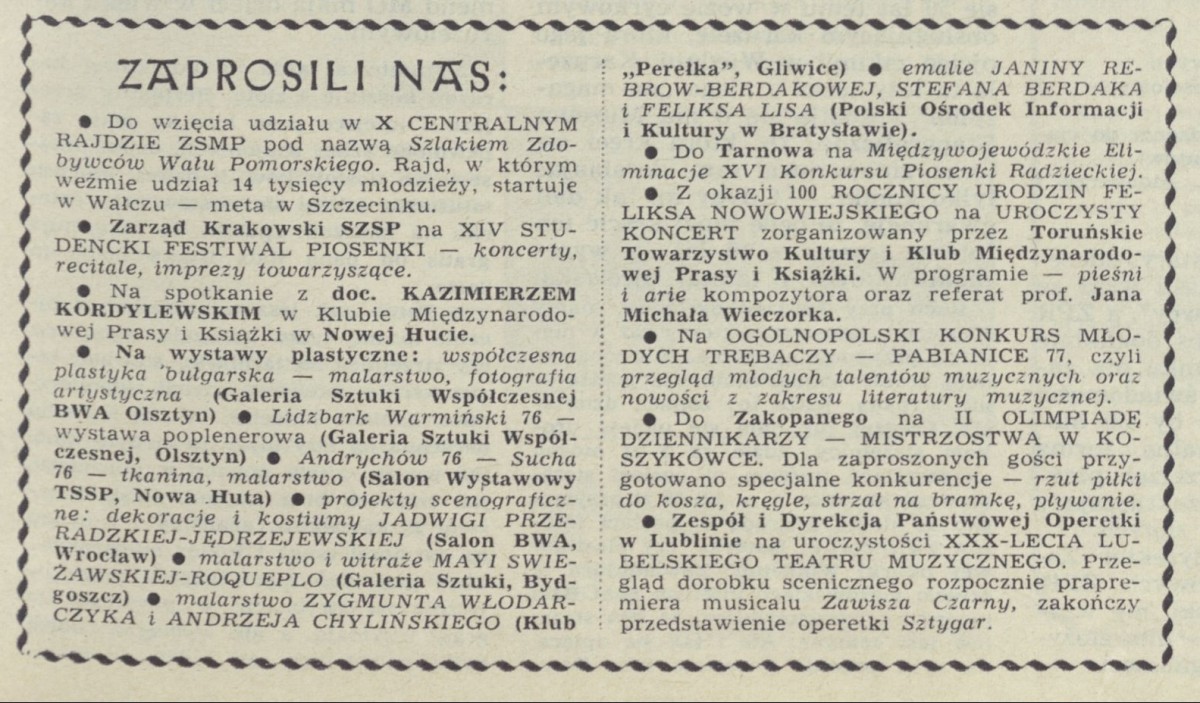 ZAPROSILI NAS:
● Do wzięcia udziału w X CENTRALNYM
RAJDZIE ZSMP pod nazwą Szlakiem Zdo-
bywców Wału Pomorskiego. Rajd, w którym
weźmie udział 14 tysięcy młodzieży, startuje
w Wałczu — meta w Szczecinku.
● Zarząd Krakowski SZSP na XIV STU-
DENCKI FESTIWAL PIOSENKI — koncerty,
recitale, imprezy towarzyszące.
● Na spotkanie z doc. KAZIMIERZEM
KORDYLEWSKIM w Klubie Międzynarodo-
wej Prasy i Książki w Nowej Hucie.
● Na wystawy plastyczne: współczesna
plastyka bułgarska — malarstwo, fotografia
artystyczna (Galeria Sztuki Współczesnej
BWA Olsztyn) ● Lidzbark Warmiński 76 —
wystawa poplenerowa (Galeria Sztuki Współ-
czesnej, Olsztyn) ● Andrychów 76 — Sucha
76 — tkanina, malarstwo (Salon Wystawowy
TSSP, Nowa Huta) ● projekty scenograficz-
ne: dekoracje i kostiumy JADWIGI PRZE-
RADZKIEJ-JĘDRZEJEWSKIEJ (Salon BWA,
Wrocław) ● malarstwo i witraże MAYI SWIE-
ŻAWSKIEJ-ROQUEPLO (Galeria Sztuki, Byd-
goszcz) ● malarstwo ZYGMUNTA WŁODAR-
CZYKA i ANDRZEJA CHYLIŃSKIEGO (Klub
„Perełka”, Gliwice) ● emalie JANINY RE-
BROW-BERDAKOWEJ, STEFANA BERDAKA
i FELIKSA LISA (Polski Ośrodek Informacji
i Kultury w Bratysławie).
● Do Tarnowa na Międzywojewódzkie Eli-
minacje XVI Konkursu Piosenki Radzieckiej.
● Z okazji 100 ROCZNICY URODZIN FE-
LIKSA NOWOWIEJSKIEGO na UROCZYSTY
KONCERT zorganizowany przez Toruńskie
Towarzystwo Kultury i Klub Międzynarodo-
wej Prasy i Książki. W programie — pieśni
i arie kompozytora oraz referat prof. Jana
Michała Wieczorka.
● Na OGÓLNOPOLSKI KONKURS MŁO-
DYCH TRĘBACZY — PABIANICE 77, czyli
przegląd młodych talentów muzycznych oraz
nowości z zakresu literatury muzycznej.
● Do Zakopanego na II OLIMPIADĘ
DZIENNIKARZY — MISTRZOSTWA W KO-
SZYKÓWCE. Dla zaproszonych gości przy-
gotowano specjalne konkurencje — rzut piłki
do kosza, kręgle, strzał na bramkę, pływanie.
● Zespół i Dyrekcja Państwowej Operetki
w Lublinie na uroczystości XXX-LECIA LU-
BELSKIEGO TEATRU MUZYCZNEGO. Prze-
gląd dorobku scenicznego rozpocznie prapre-
miera musicalu Zawisza Czarny, zakończy
przedstawienie operetki Sztygar.